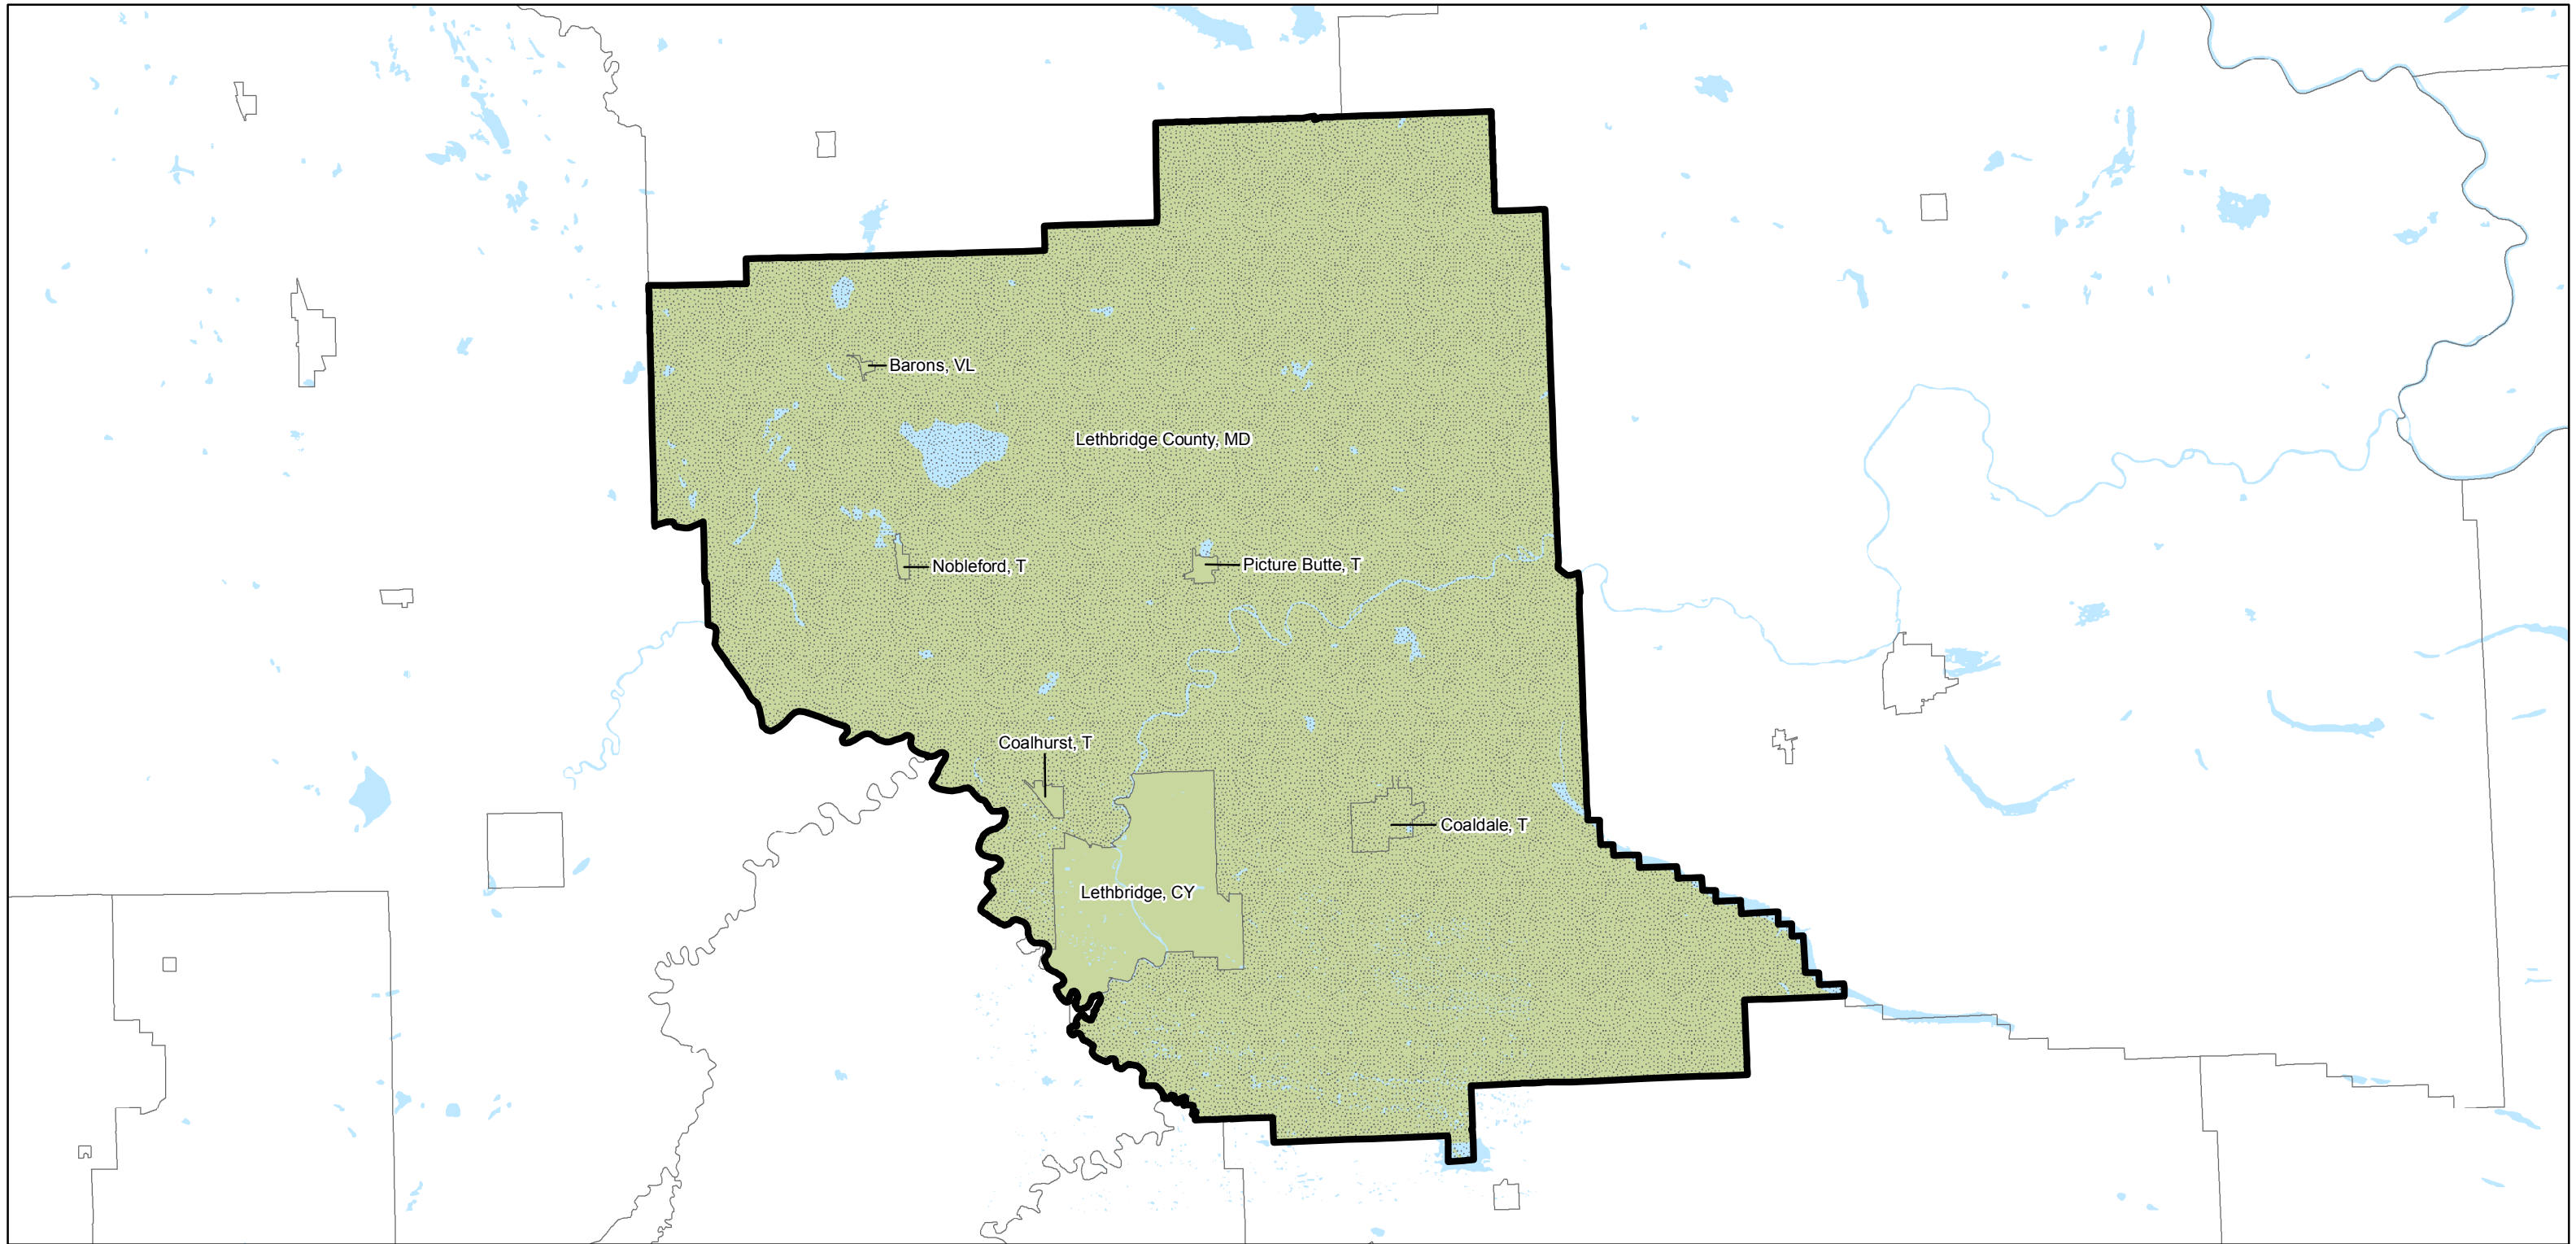 Barons, VL
Lethbridge County, MD
Nobleford, T
Picture Butte, T
Coalhurst, T
Coaldale, T
Lethbridge, CY